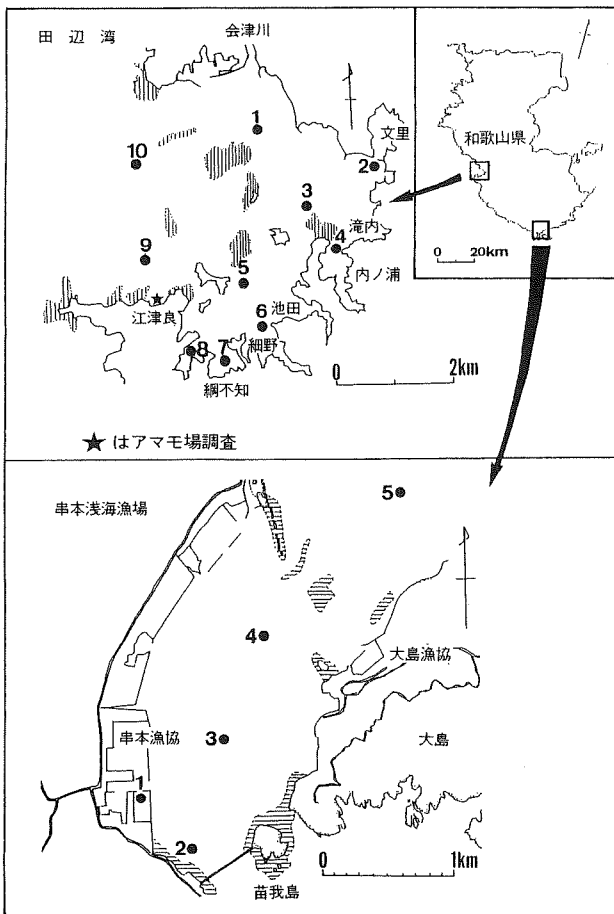 田辺湾
会津川
文里
1
2
10
3
滝内
4
9
5
内ノ浦
江津良
池田
6
細野
8
7
綱不知
0 2km
★はアマモ場調査
和歌山県
0 20km
串本浅海漁場
5
4
大島漁協
串本漁協
3
大島
1
2
苗我島
0 1km